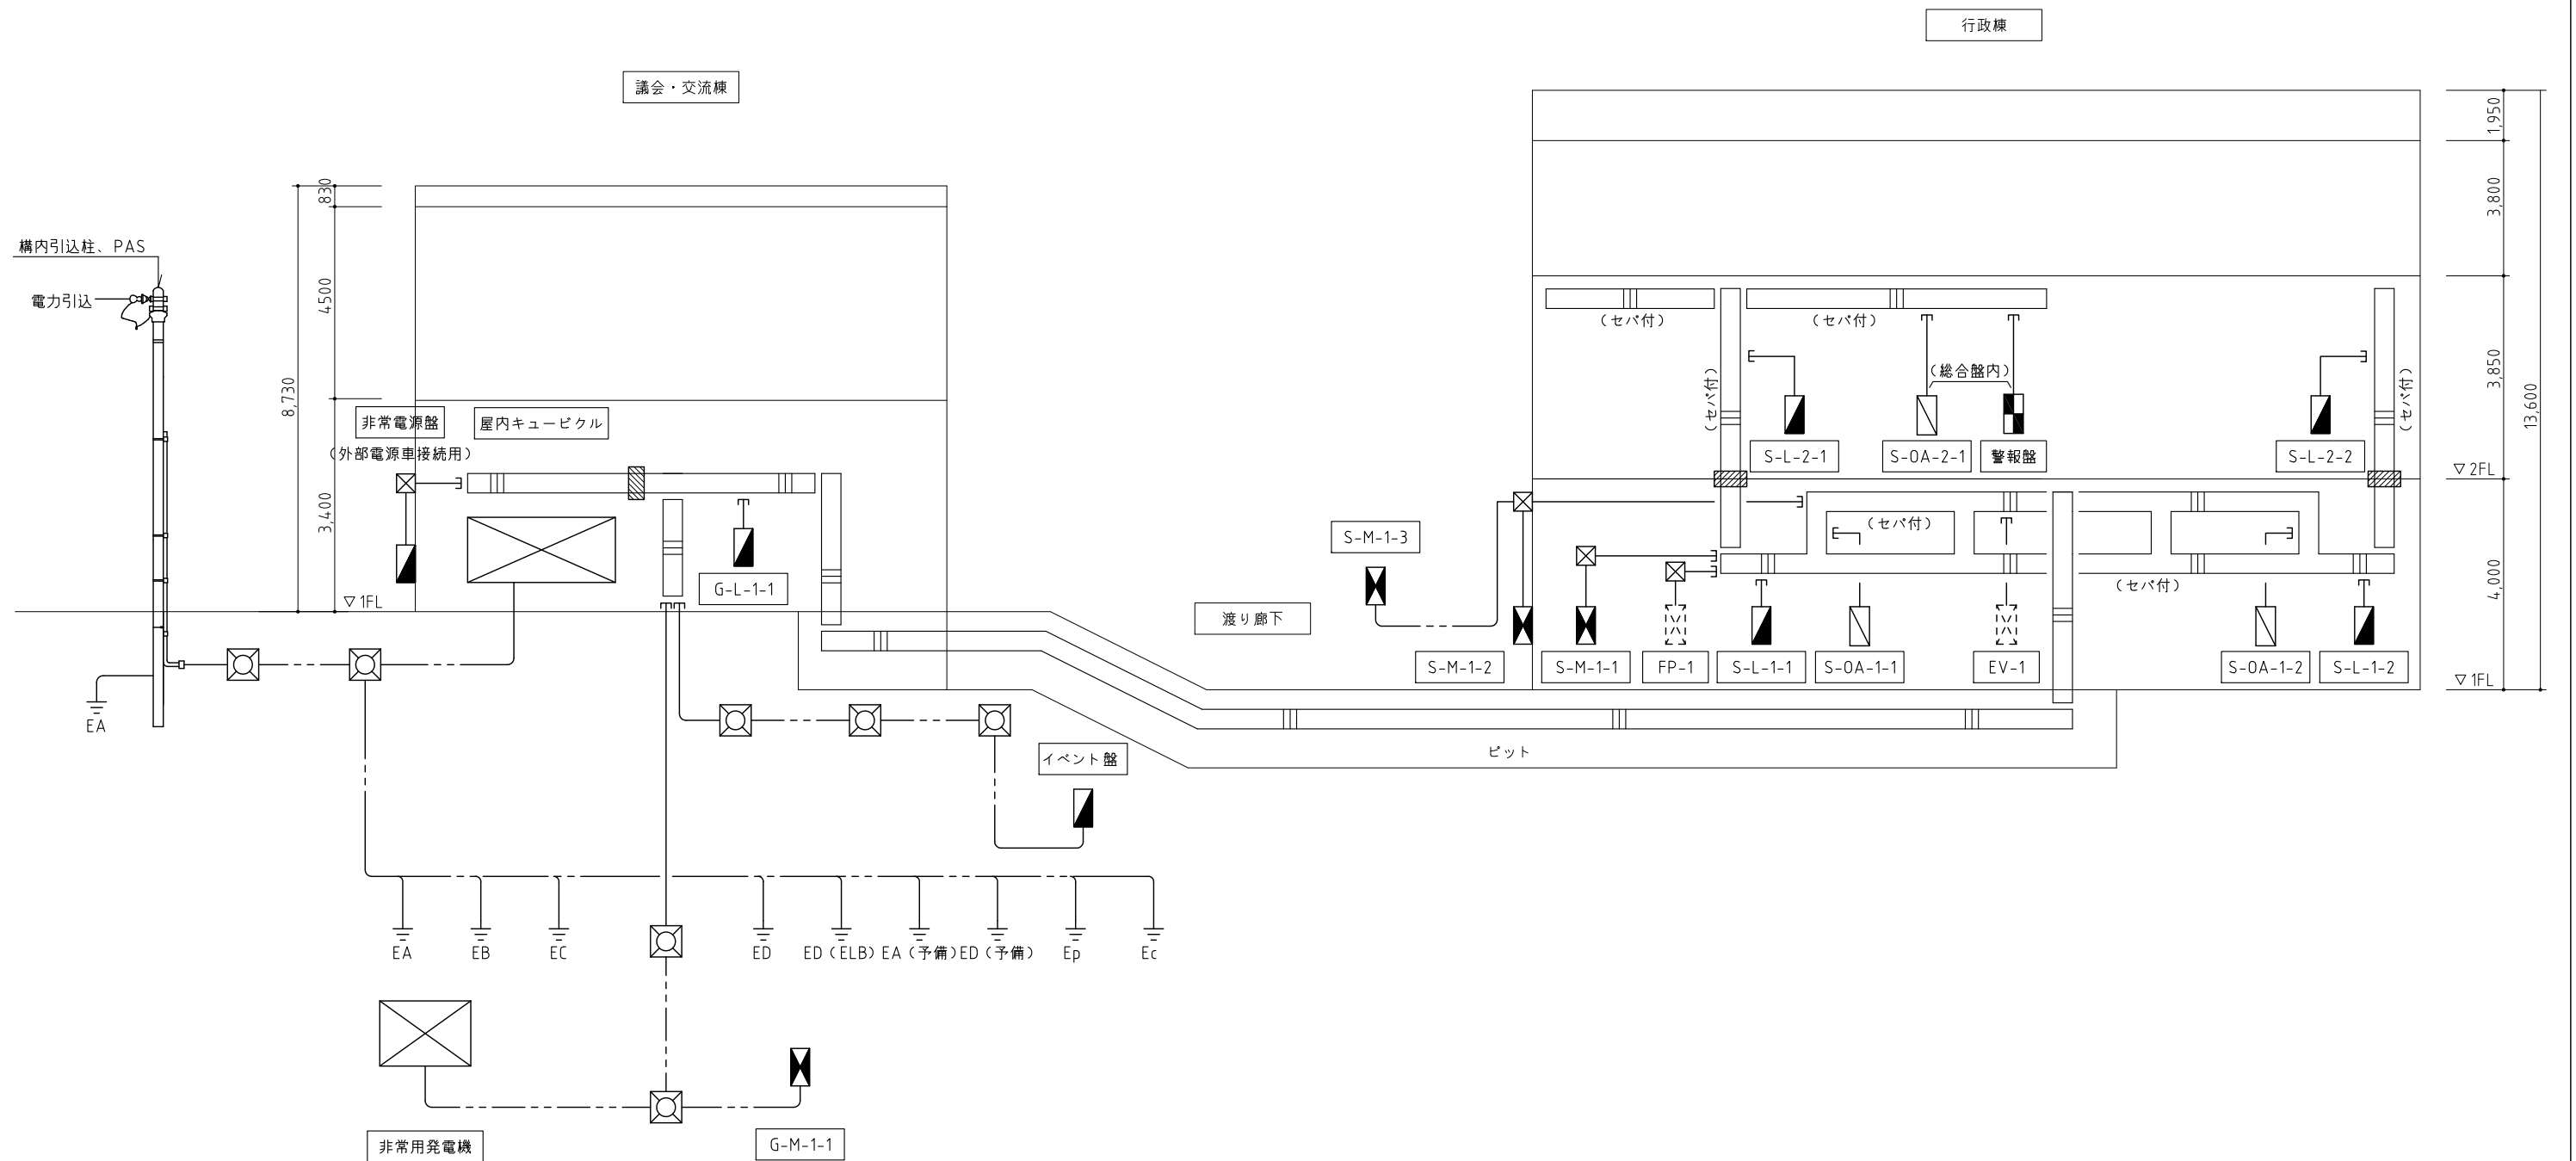 行政棟
議会・交流棟
1,950
3,800
3,850
13,600
4,000
▽2FL
▽1FL
830
4500
8,730
3,400
▽1FL
構内引込柱、PAS
電力引込
EA
非常電源盤
(外部電源車接続用)
屋内キュービクル
G-L-1-1
(セパ付)
(セパ付)
(セパ付)
(総合盤内)
(セパ付)
S-L-2-1
S-OA-2-1
警報盤
S-L-2-2
S-M-1-3
(セパ付)
(セパ付)
渡り廊下
S-M-1-2
S-M-1-1
FP-1
S-L-1-1
S-OA-1-1
EV-1
S-OA-1-2
S-L-1-2
ピット
イベント盤
EA
EB
EC
ED
ED(ELB)
EA(予備)
ED(予備)
Ep
Ec
非常用発電機
G-M-1-1